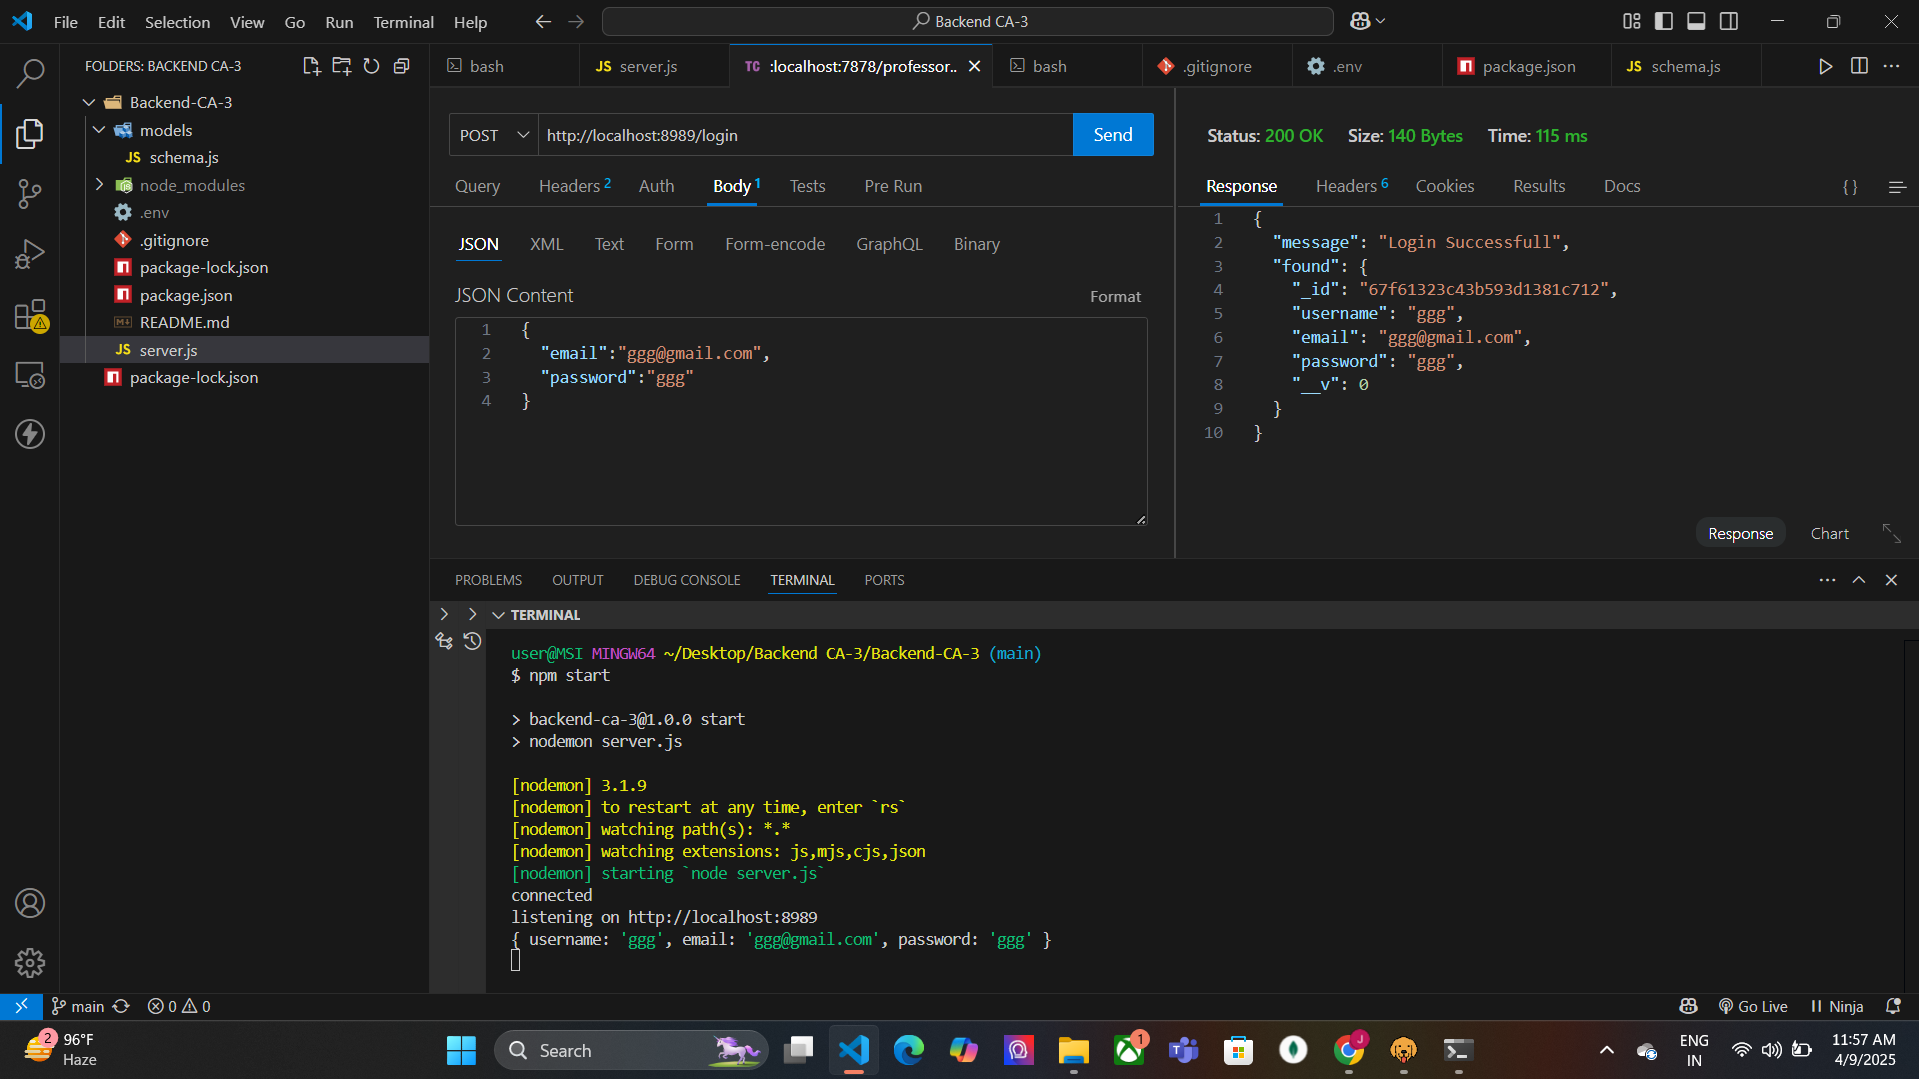 File Edit Selection View Go Run Terminal Help
Backend CA-3
FOLDERS: BACKEND CA-3
Backend-CA-3
models
JS schema.js
node_modules
.env
.gitignore
package-lock.json
package.json
README.md
JS server.js
package-lock.json
bash
JS server.js
TC :localhost:7878/professor..
bash
.gitignore
.env
package.json
JS schema.js
POST http://localhost:8989/login Send
Query Headers 2 Auth Body 1 Tests Pre Run
JSON XML Text Form Form-encode GraphQL Binary
JSON Content Format
1 {
2 "email":"ggg@gmail.com",
3 "password":"ggg"
4 }
Status: 200 OK Size: 140 Bytes Time: 115 ms
Response Headers 6 Cookies Results Docs { }
1 {
2 "message": "Login Successfull",
3 "found": {
4 "_id": "67f61323c43b593d1381c712",
5 "username": "ggg",
6 "email": "ggg@gmail.com",
7 "password": "ggg",
8 "__v": 0
9 }
10 }
Response Chart
PROBLEMS OUTPUT DEBUG CONSOLE TERMINAL PORTS
TERMINAL
user@MSI MINGW64 ~/Desktop/Backend CA-3/Backend-CA-3 (main)
$ npm start
> backend-ca-3@1.0.0 start
> nodemon server.js
[nodemon] 3.1.9
[nodemon] to restart at any time, enter `rs`
[nodemon] watching path(s): *.*
[nodemon] watching extensions: js,mjs,cjs,json
[nodemon] starting `node server.js`
connected
listening on http://localhost:8989
{ username: 'ggg', email: 'ggg@gmail.com', password: 'ggg' }
main 0 0 Go Live Ninja
2 96°F
Haze
Search
1
J
ENG
IN
11:57 AM
4/9/2025